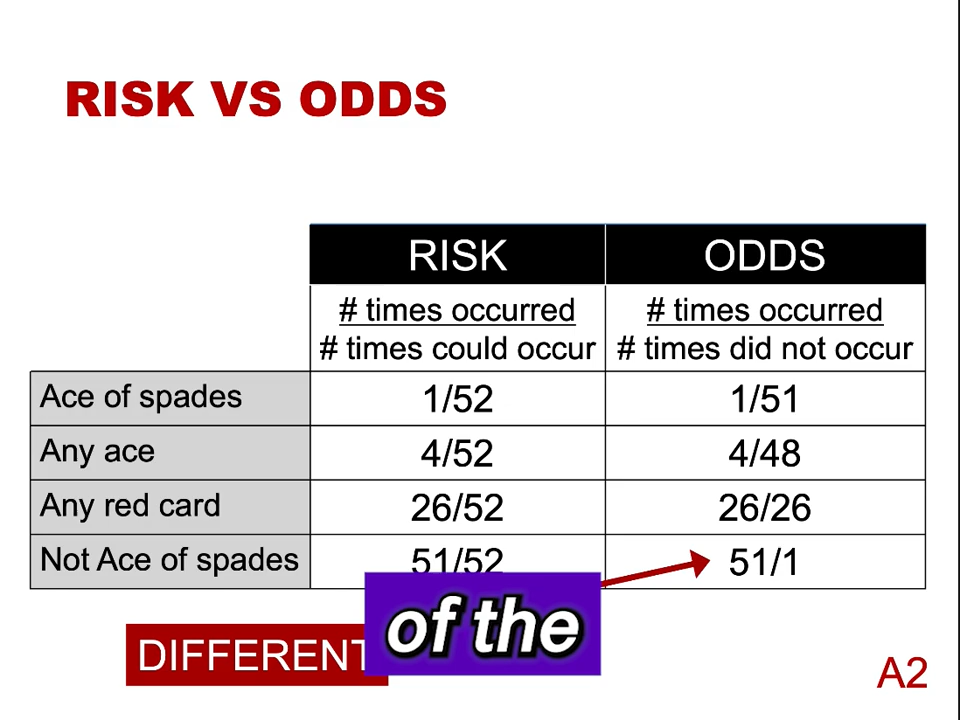 RISK VS ODDS
RISK ODDS
# times occurred # times occurred
# times could occur # times did not occur
Ace of spades 1/52 1/51
Any ace 4/52 4/48
Any red card 26/52 26/26
Not Ace of spades 51/52 51/1
of the
DIFFERENT
A2